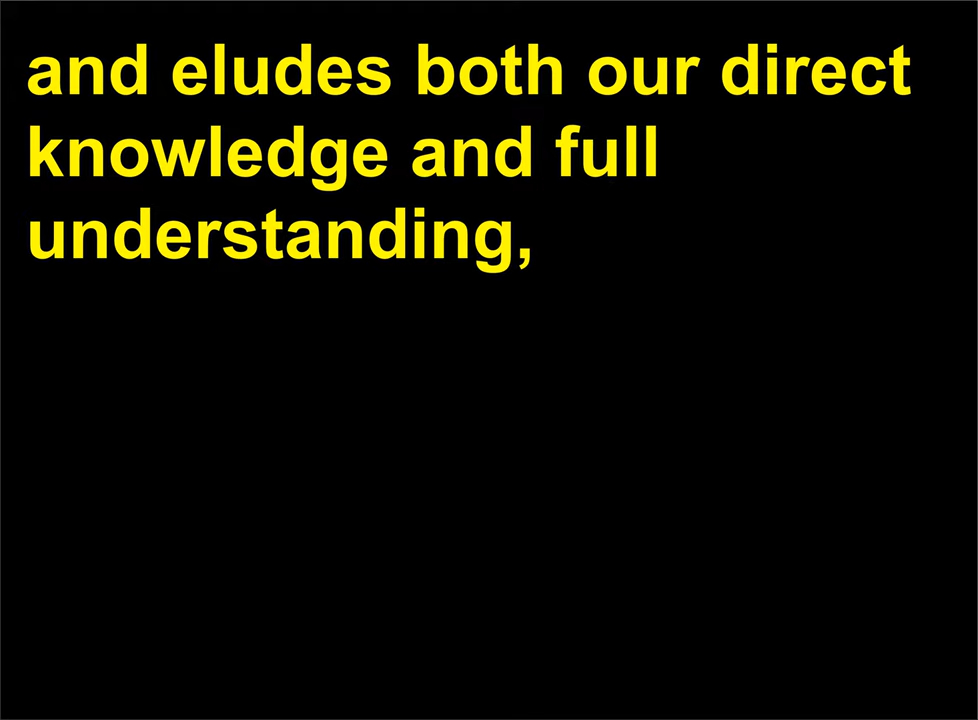 and eludes both our direct
knowledge and full
understanding,